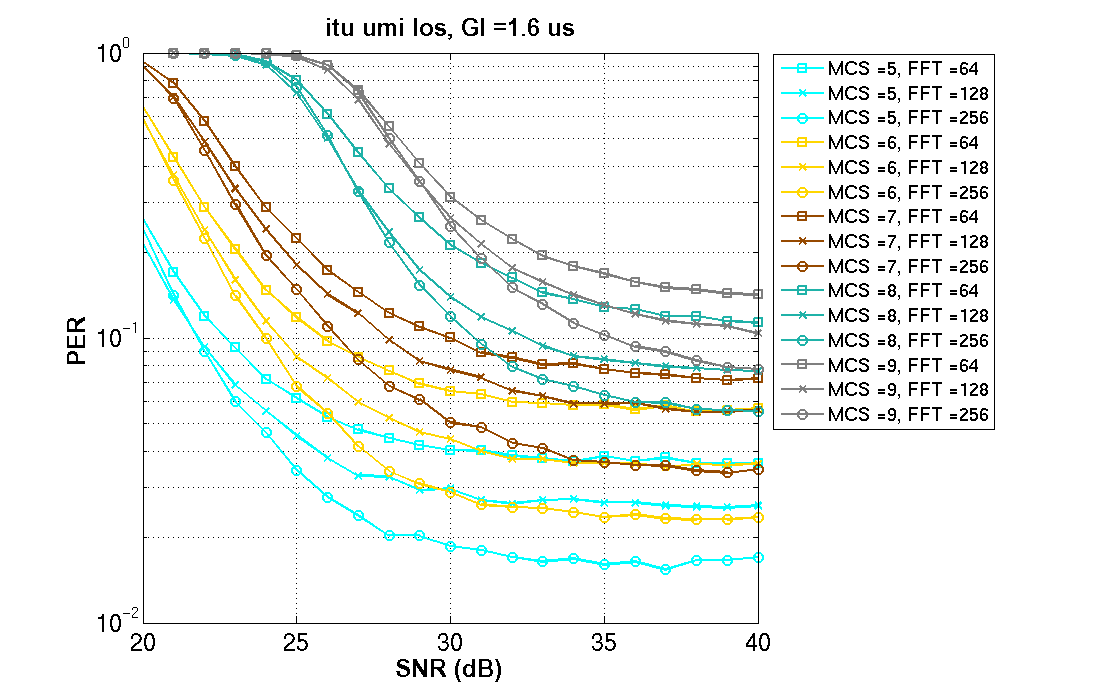 itu umi los, GI =1.6 us
10^0
10^-1
10^-2
PER
20 25 30 35 40
SNR (dB)
MCS =5, FFT =64
MCS =5, FFT =128
MCS =5, FFT =256
MCS =6, FFT =64
MCS =6, FFT =128
MCS =6, FFT =256
MCS =7, FFT =64
MCS =7, FFT =128
MCS =7, FFT =256
MCS =8, FFT =64
MCS =8, FFT =128
MCS =8, FFT =256
MCS =9, FFT =64
MCS =9, FFT =128
MCS =9, FFT =256